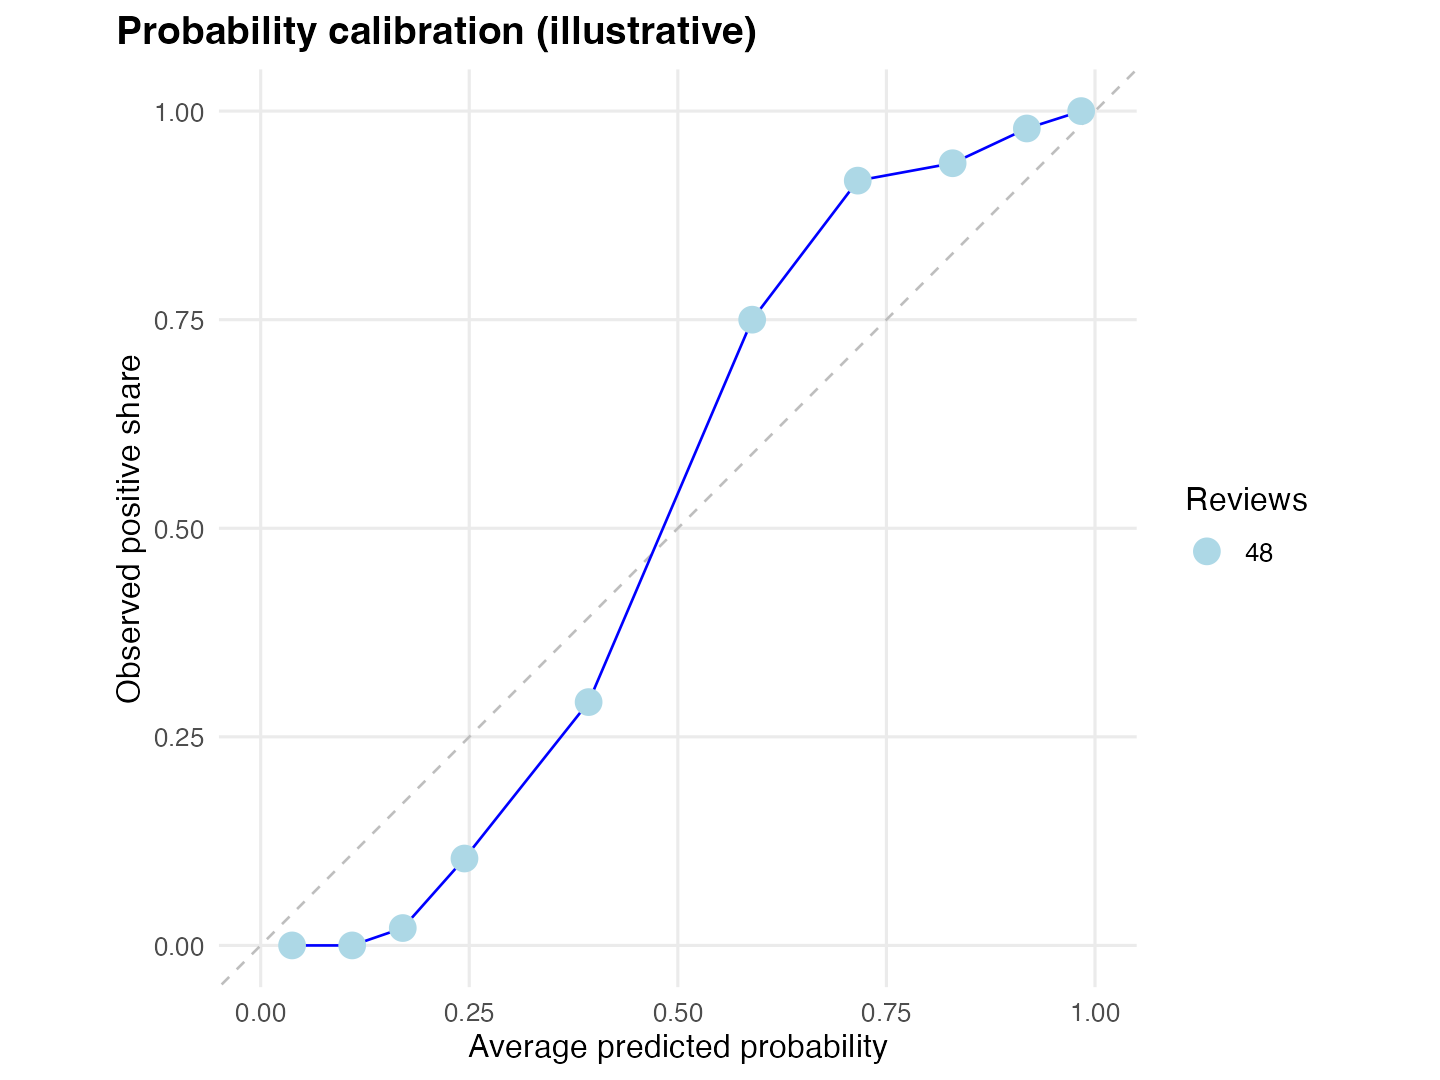 Probability calibration (illustrative)
1.00
0.75
0.50
0.25
0.00
Observed positive share
0.00 0.25 0.50 0.75 1.00
Average predicted probability
Reviews
48